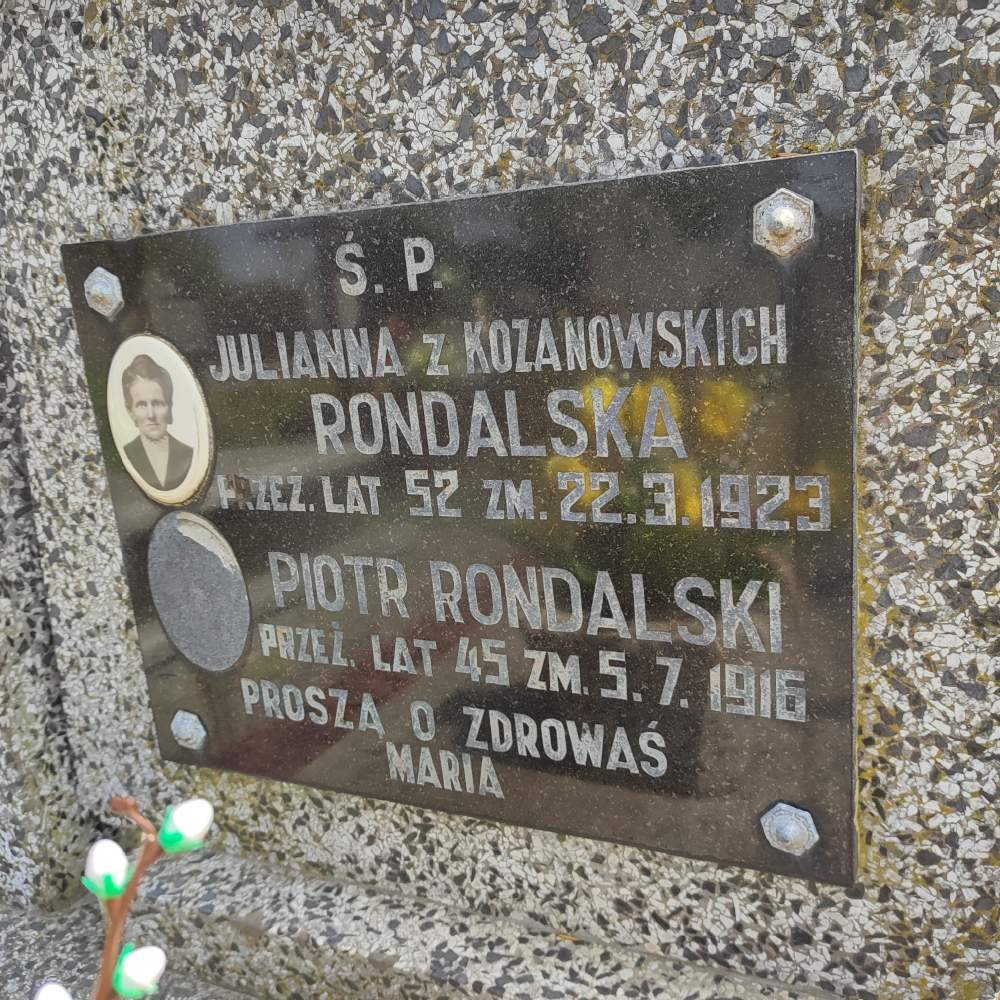 Ś. P.
JULIANNA Z KOZANOWSKICH
RONDALSKA
PRZEŻ. LAT 52 ZM. 22.3.1923
PIOTR RONDALSKI
PRZEŻ. LAT 45 ZM. 5.7.1916
PROSZĄ O ZDROWAŚ
MARIA